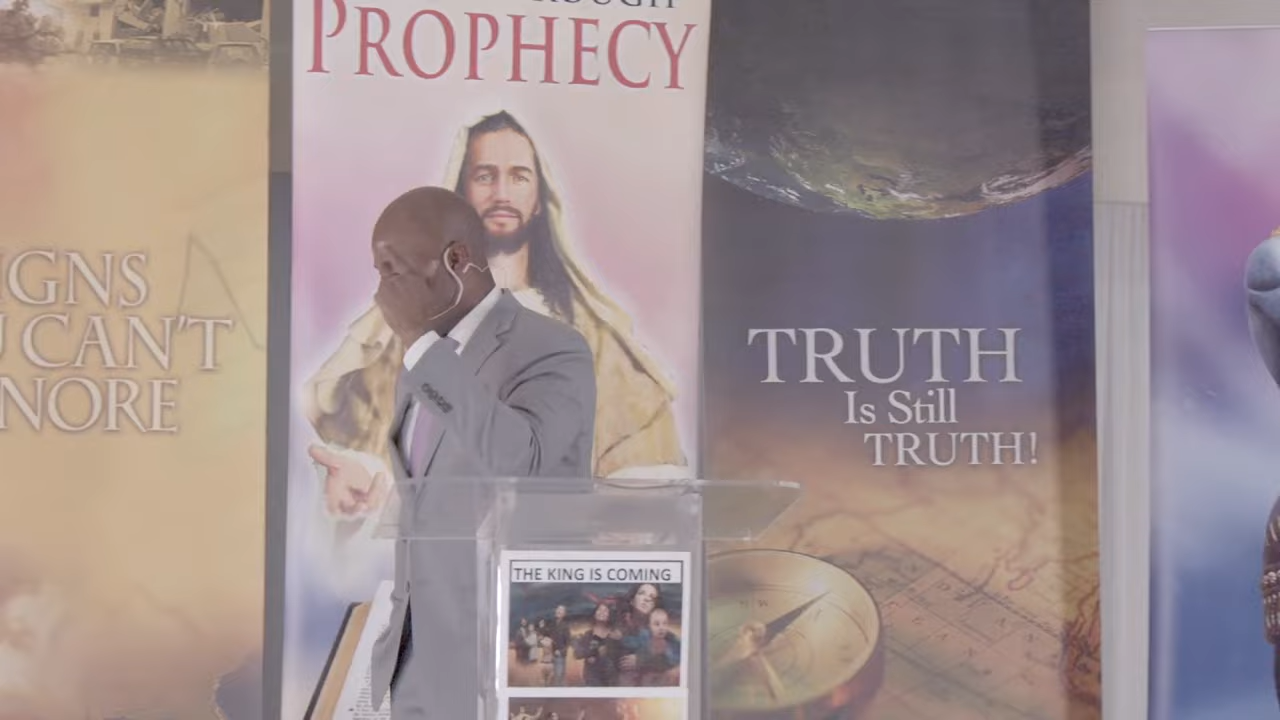 PROPHECY
IGNS
CAN'T
NORE
TRUTH
Is Still
TRUTH!
THE KING IS COMING